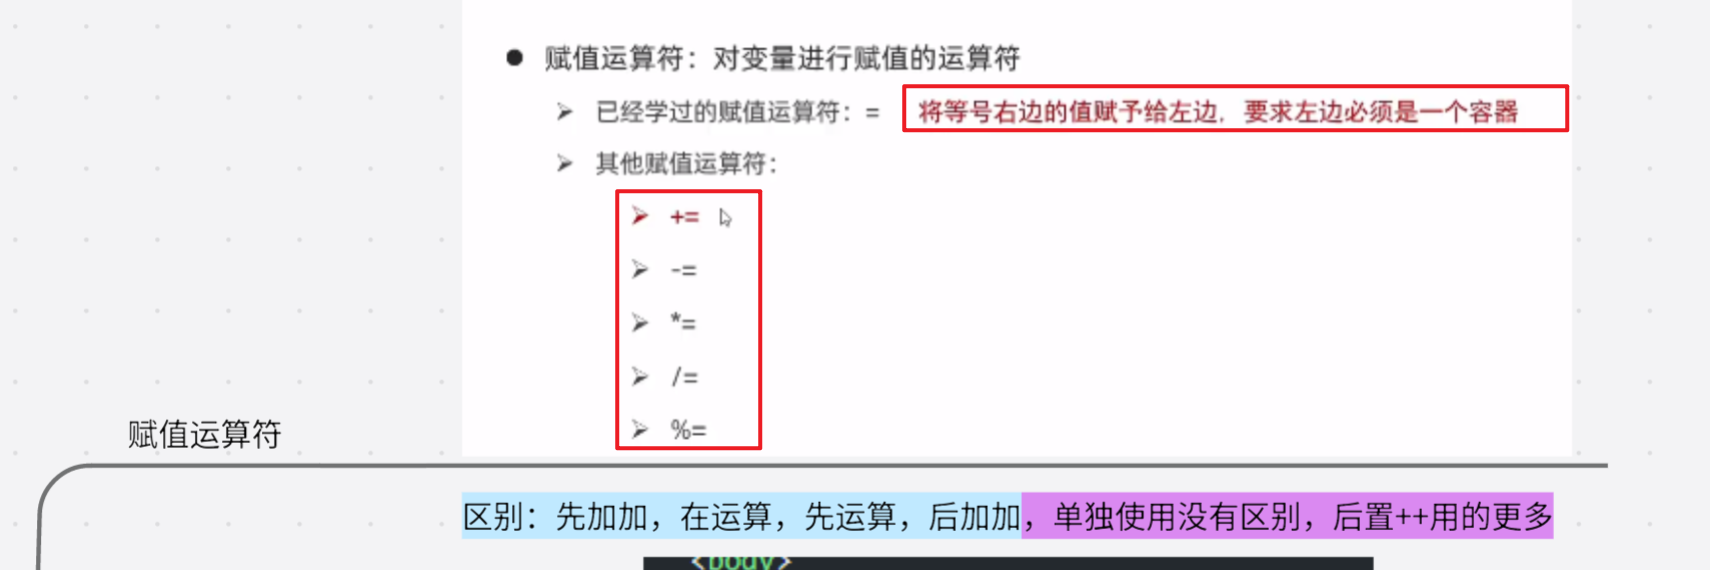 赋值运算符：对变量进行赋值的运算符
已经学过的赋值运算符：= 将等号右边的值赋予给左边，要求左边必须是一个容器
其他赋值运算符：
+=
-=
*=
/=
%=
赋值运算符
区别：先加加，在运算，先运算，后加加，单独使用没有区别，后置++用的更多
<body>